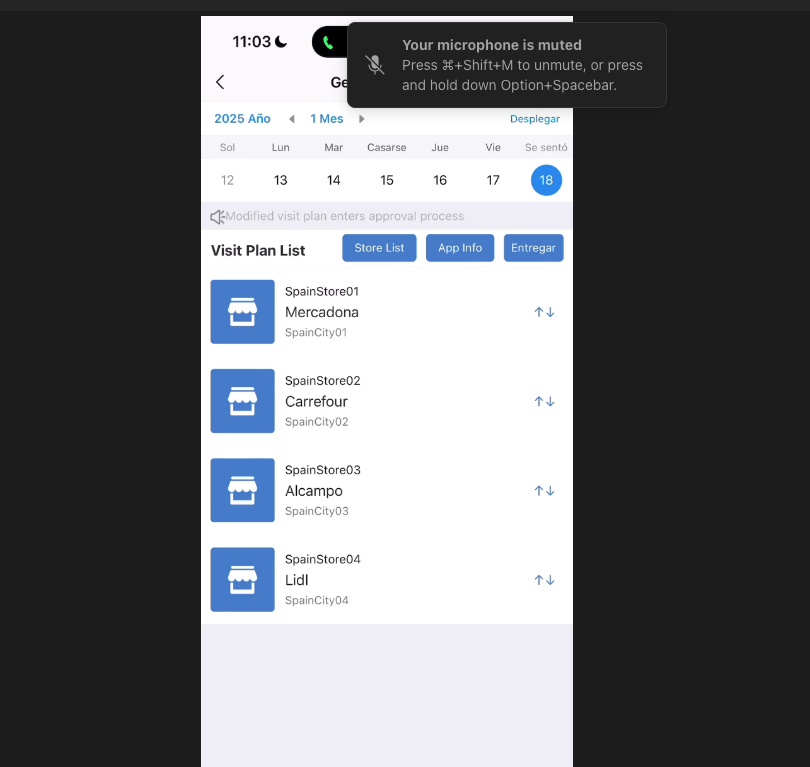 11:03
Your microphone is muted
Press ⌘+Shift+M to unmute, or press
and hold down Option+Spacebar.
Ge
2025 Año 1 Mes Desplegar
Sol Lun Mar Casarse Jue Vie Se sentó
12 13 14 15 16 17 18
Modified visit plan enters approval process
Visit Plan List Store List App Info Entregar
SpainStore01
Mercadona
SpainCity01
SpainStore02
Carrefour
SpainCity02
SpainStore03
Alcampo
SpainCity03
SpainStore04
Lidl
SpainCity04